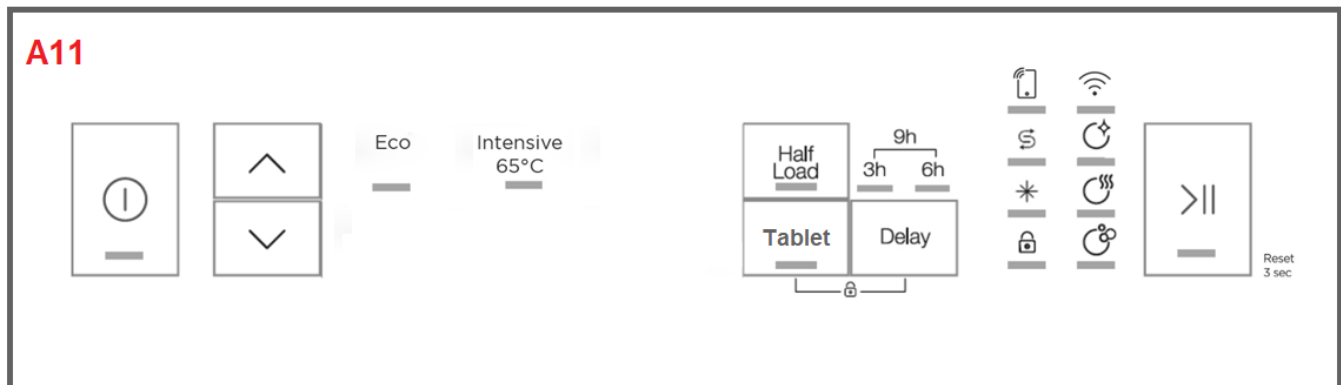 A11
Eco
Intensive
65°C
Half
Load
9h
3h 6h
Tablet
Delay
Reset
3 sec